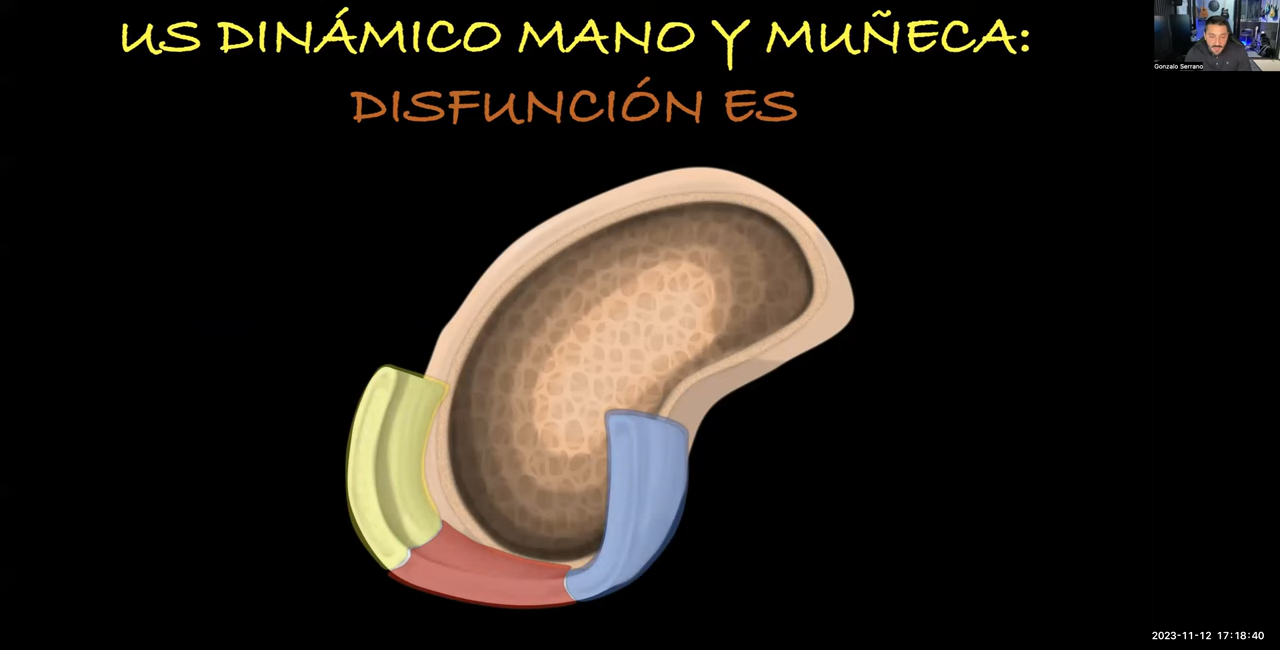 US DINÁMICO MANO Y MUÑECA:
DISFUNCIÓN ES
Gonzalo Serrano
2023-11-12 17:18:40